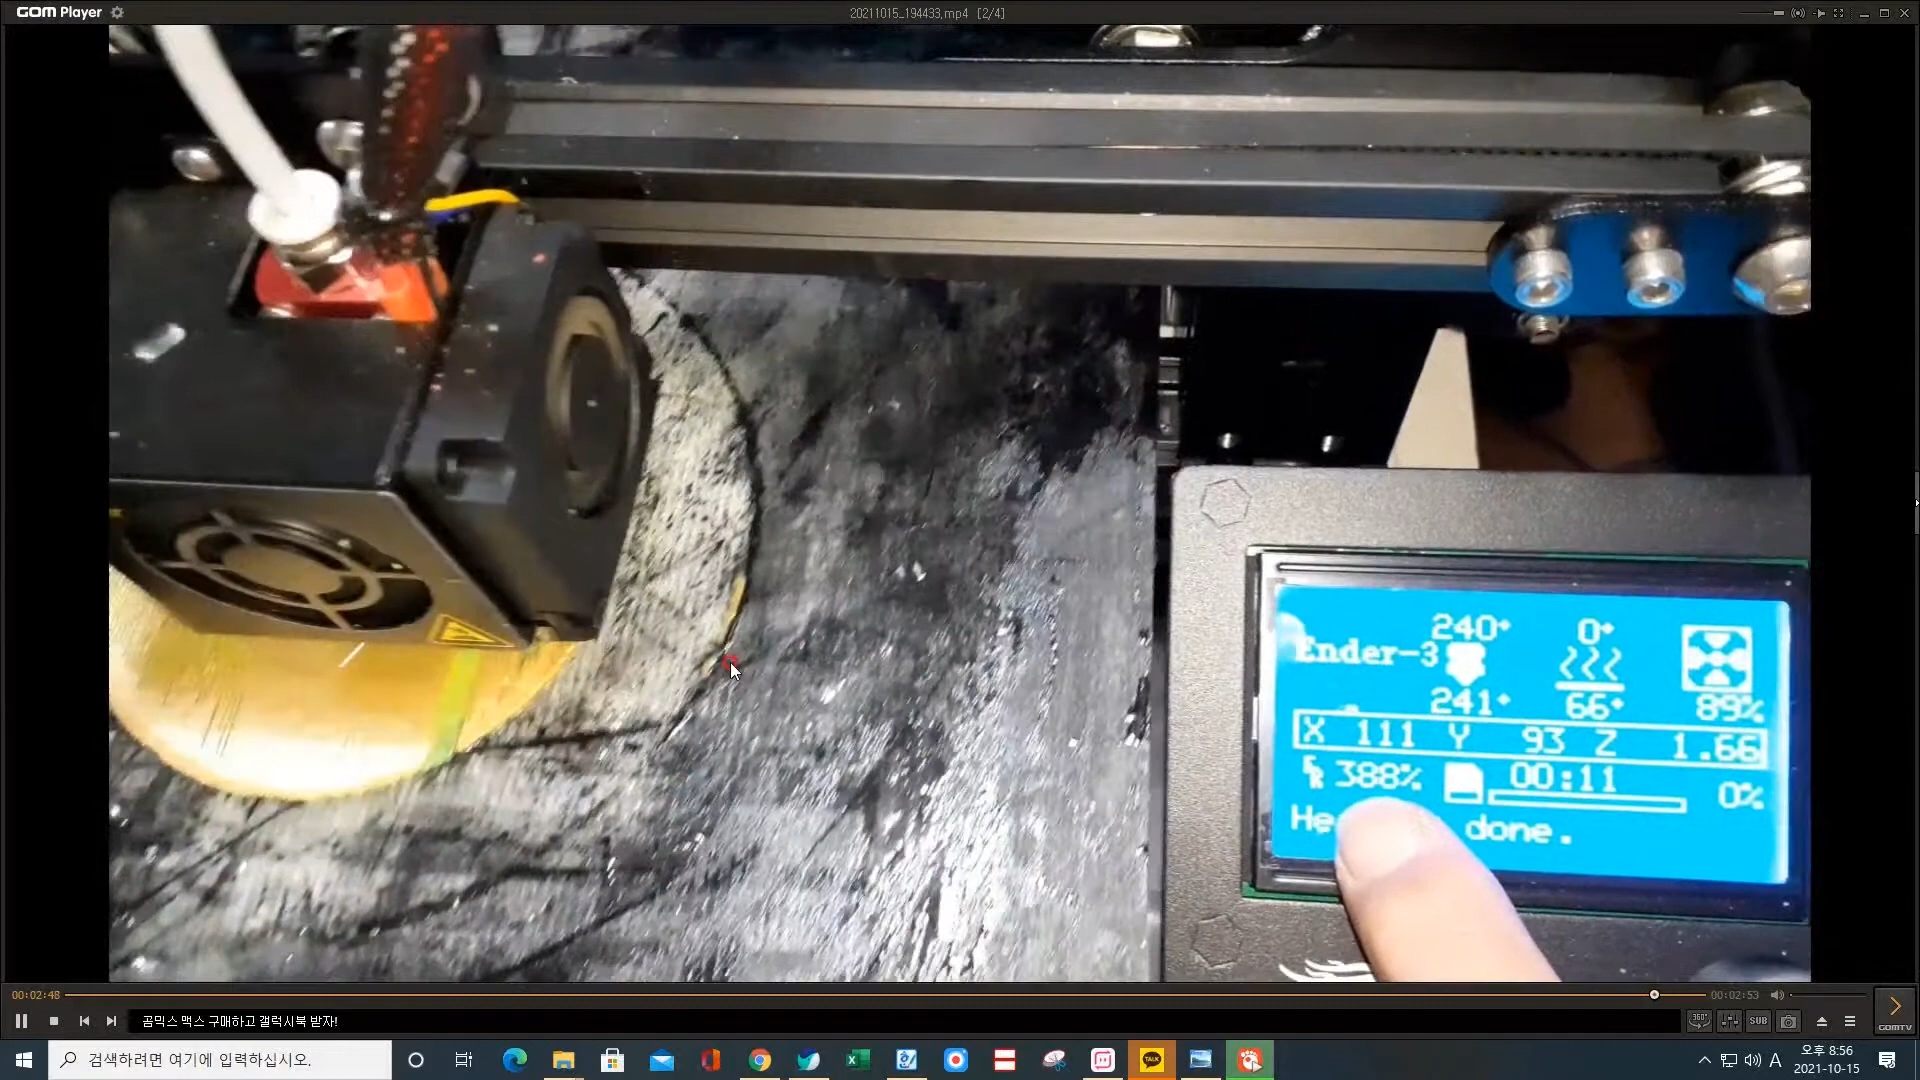 GOM Player
20211015_194433.mp4 [2/4]
240°
0°
Ender-3
241°
66°
89%
X 111 Y 93 Z 1.66
FR 388%
00:11
0%
He
done.
00:02:48
00:02:53
곰믹스 맥스 구매하고 갤럭시북 받자!
360°
SUB
GOMTV
검색하려면 여기에 입력하십시오.
TALK
A
오후 8:56
2021-10-15